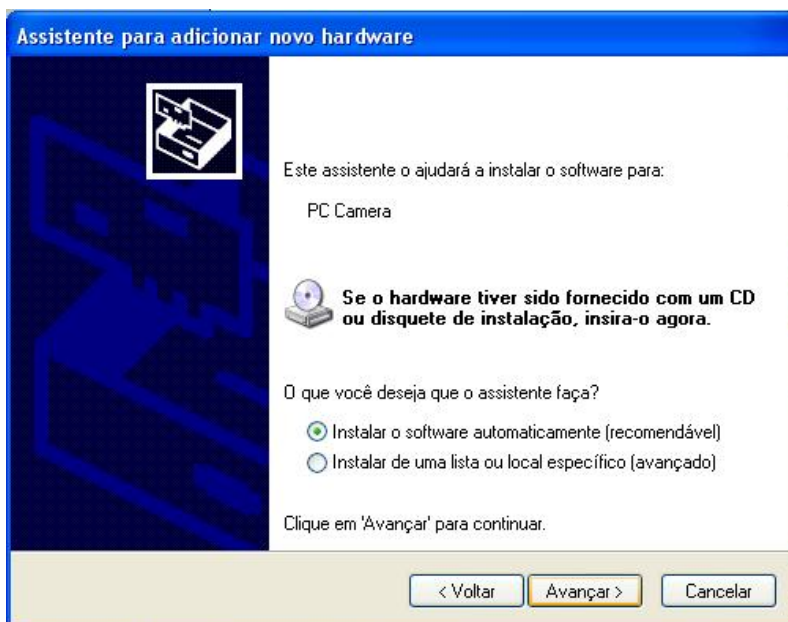 Assistente para adicionar novo hardware
Este assistente o ajudará a instalar o software para:
PC Camera
Se o hardware tiver sido fornecido com um CD
ou disquete de instalação, insira-o agora.
O que você deseja que o assistente faça?
Instalar o software automaticamente (recomendável)
Instalar de uma lista ou local específico (avançado)
Clique em 'Avançar' para continuar.
< Voltar
Avançar >
Cancelar